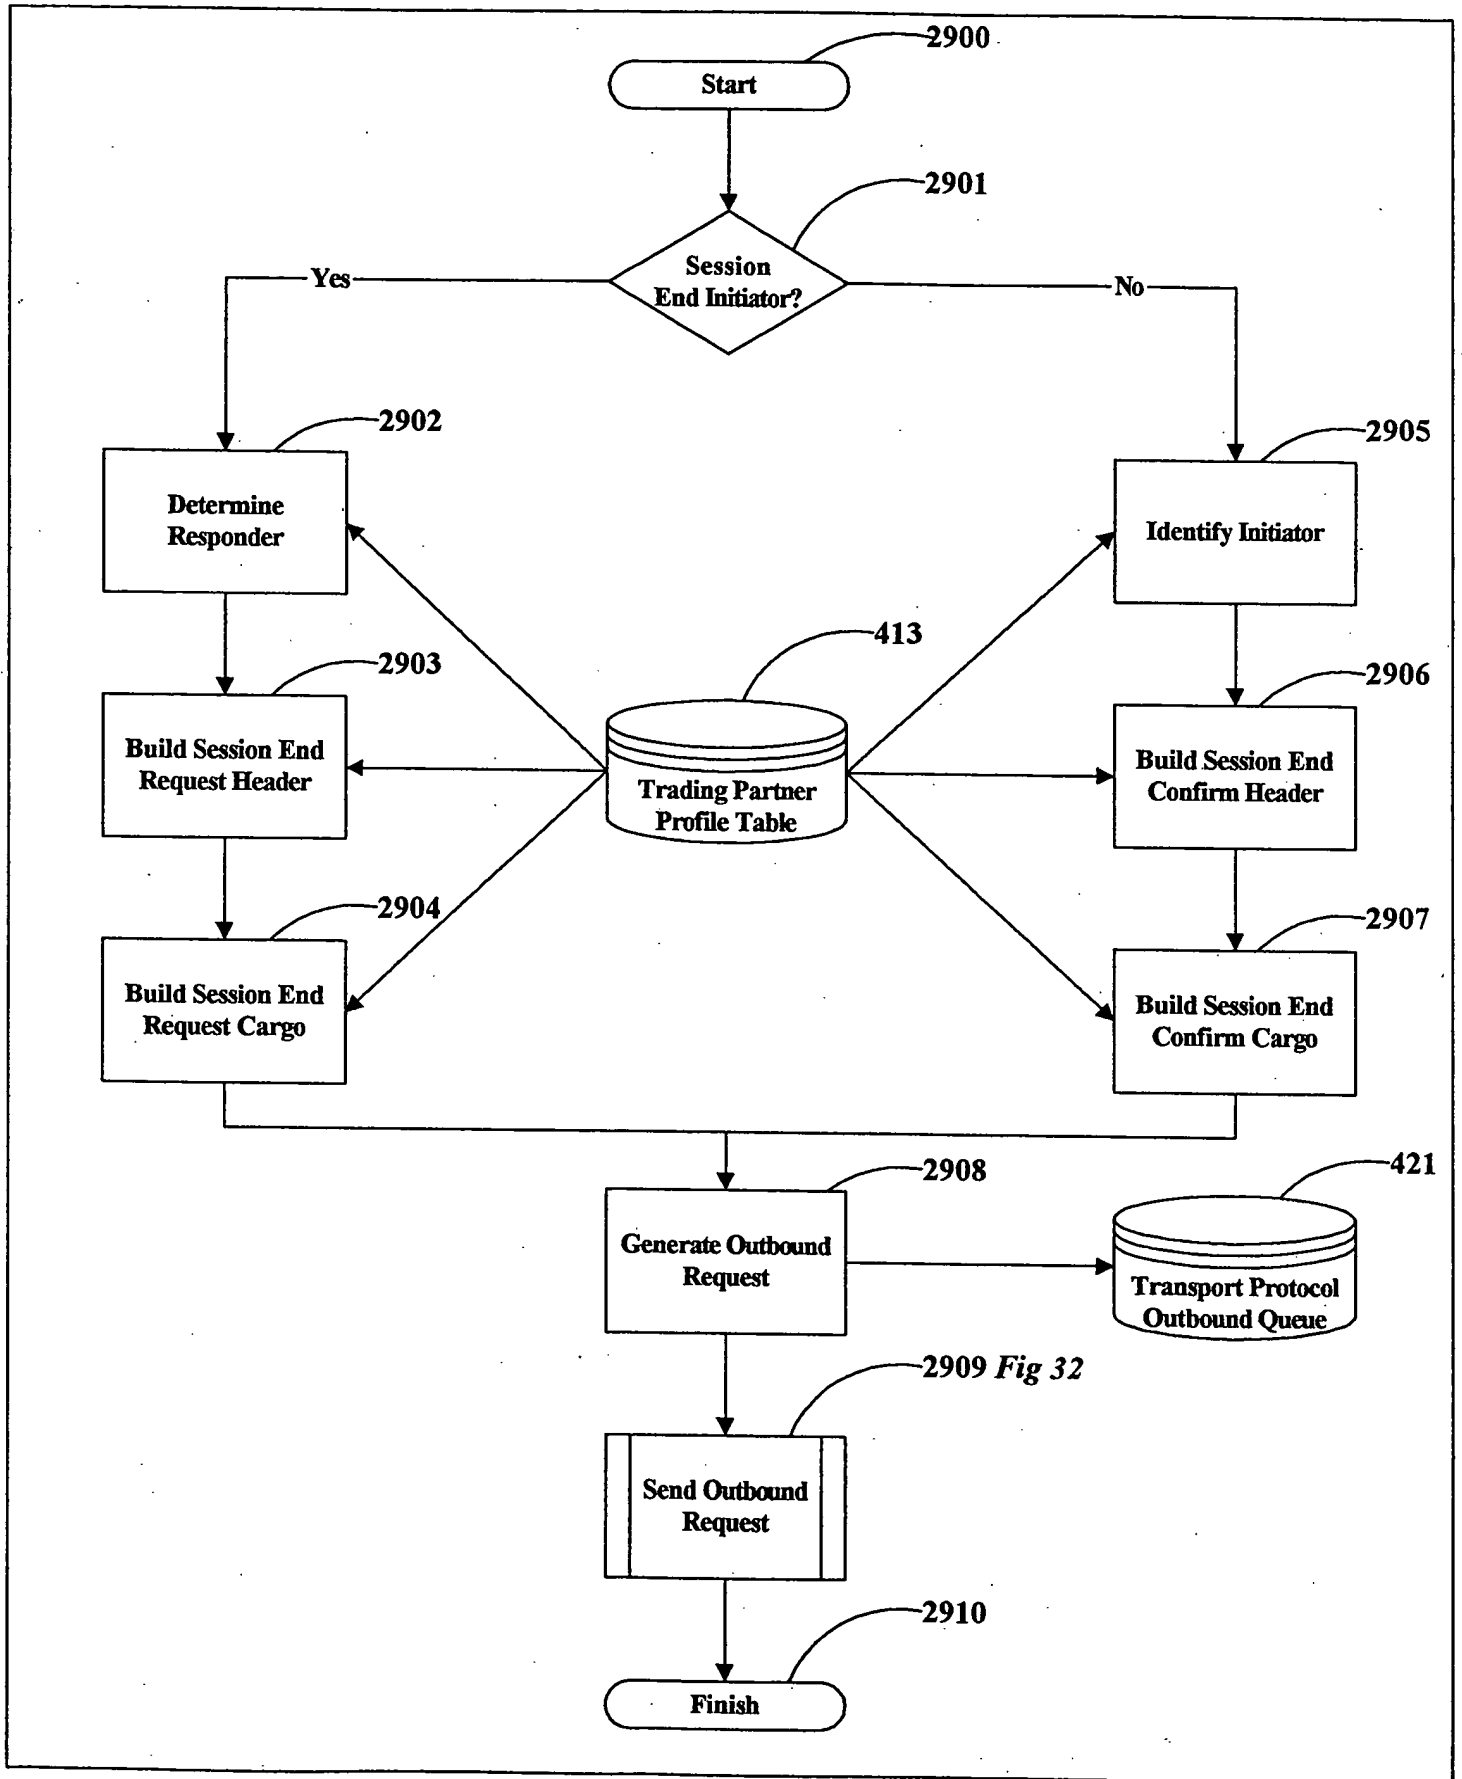 2900
Start
2901
Session
End Initiator?
Yes
No
2902
Determine
Responder
2905
Identify Initiator
413
Trading Partner
Profile Table
2903
Build Session End
Request Header
2906
Build Session End
Confirm Header
2904
Build Session End
Request Cargo
2907
Build Session End
Confirm Cargo
2908
Generate Outbound
Request
421
Transport Protocol
Outbound Queue
2909 Fig 32
Send Outbound
Request
2910
Finish